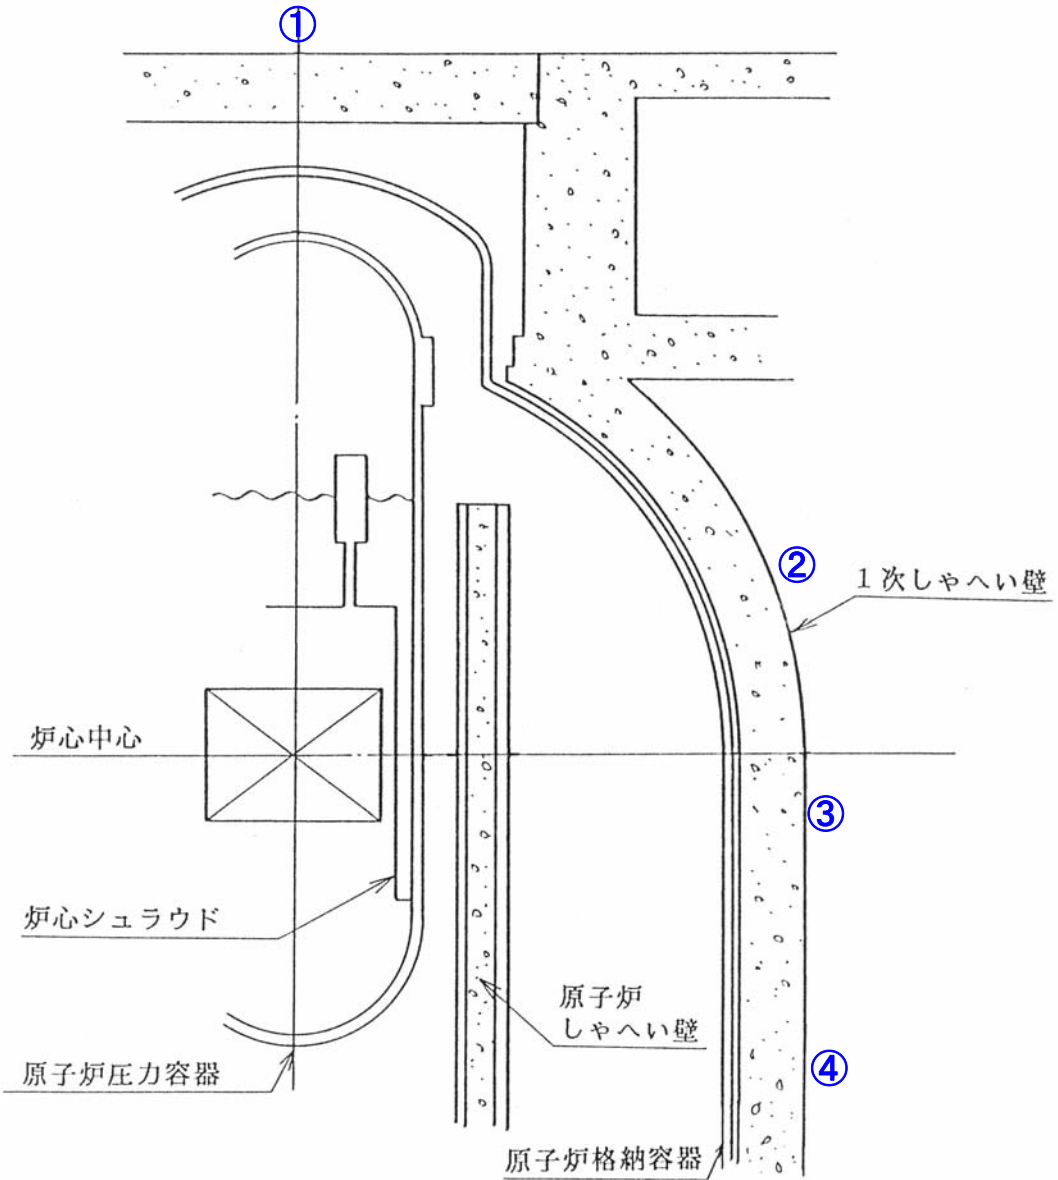 ①
②
1次しゃへい壁
炉心中心
③
炉心シュラウド
原子炉
しゃへい壁
④
原子炉圧力容器
原子炉格納容器